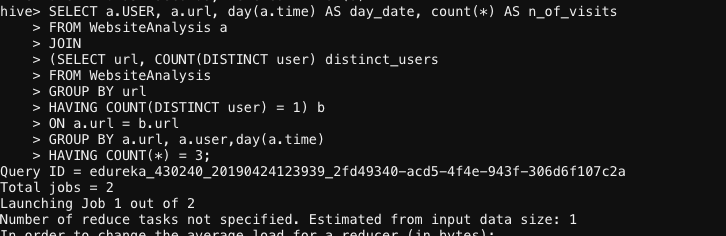 hive> SELECT a.USER, a.url, day(a.time) AS day_date, count(*) AS n_of_visits
    > FROM WebsiteAnalysis a
    > JOIN
    > (SELECT url, COUNT(DISTINCT user) distinct_users
    > FROM WebsiteAnalysis
    > GROUP BY url
    > HAVING COUNT(DISTINCT user) = 1) b
    > ON a.url = b.url
    > GROUP BY a.url, a.user,day(a.time)
    > HAVING COUNT(*) = 3;
Query ID = edureka_430240_20190424123939_2fd49340-acd5-4f4e-943f-306d6f107c2a
Total jobs = 2
Launching Job 1 out of 2
Number of reduce tasks not specified. Estimated from input data size: 1
In order to change the average load for a reducer (in bytes):